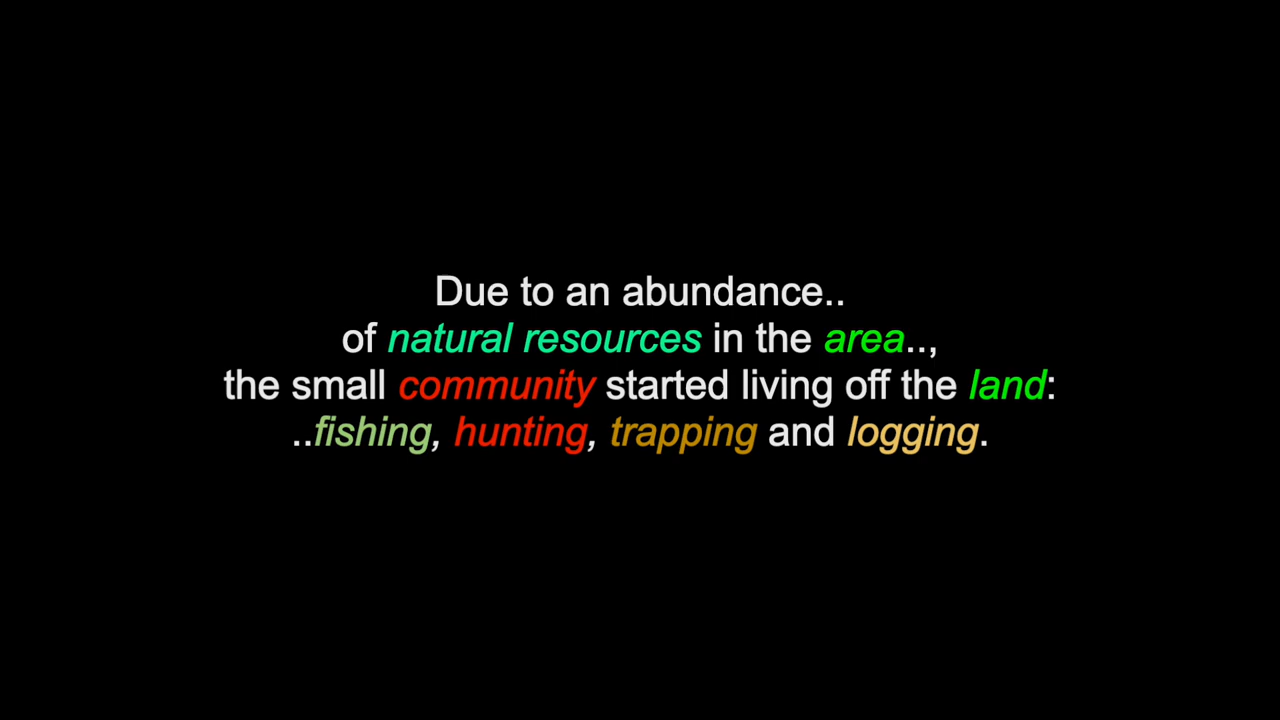 Due to an abundance..
of natural resources in the area..,
the small community started living off the land:
..fishing, hunting, trapping and logging.